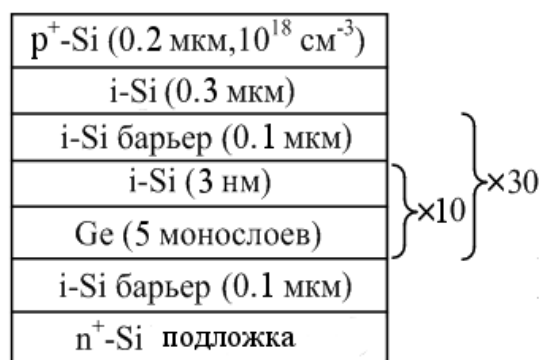 p⁺-Si (0.2 мкм,10¹⁸ см⁻³)
i-Si (0.3 мкм)
i-Si барьер (0.1 мкм)
i-Si (3 нм)
Ge (5 монослоев)
i-Si барьер (0.1 мкм)
n⁺-Si подложка
×10
×30